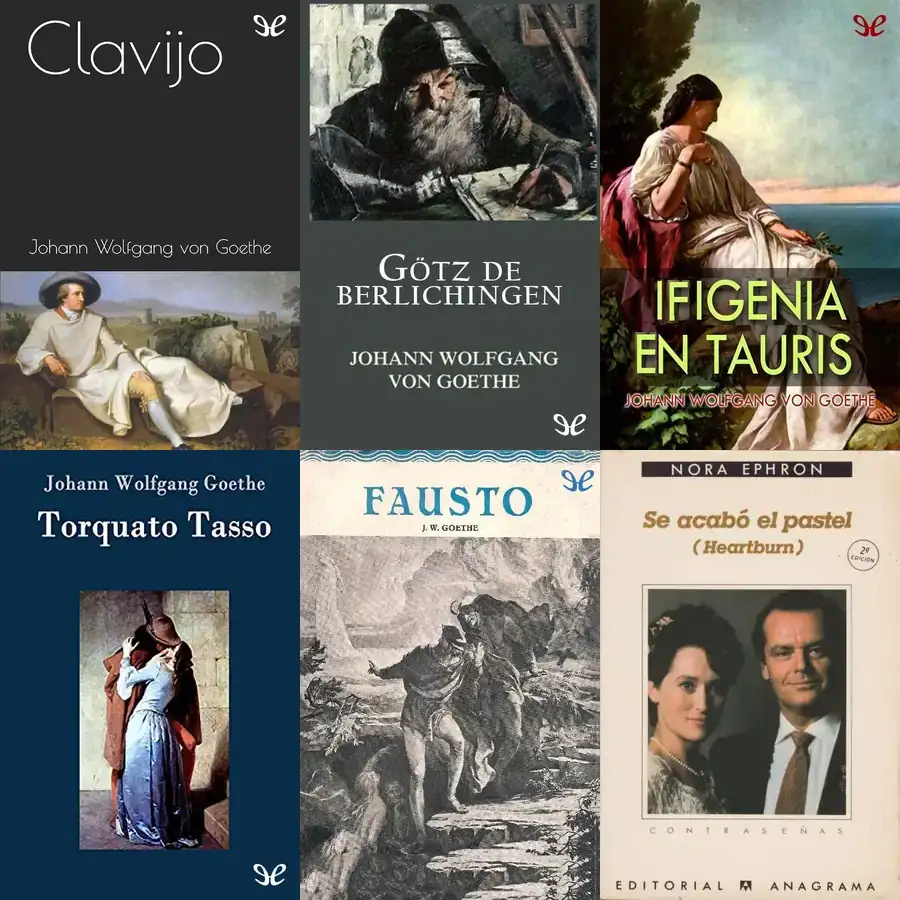 Clavijo
Johann Wolfgang von Goethe
GÖTZ DE
BERLICHINGEN
JOHANN WOLFGANG
VON GOETHE
IFIGENIA
EN TAURIS
JOHANN WOLFGANG VON GOETHE
Johann Wolfgang Goethe
Torquato Tasso
FAUSTO
J. W. GOETHE
NORA EPHRON
Se acabó el pastel
(Heartburn)
2ª
EDICIÓN
CONTRASEÑAS
EDITORIAL ANAGRAMA